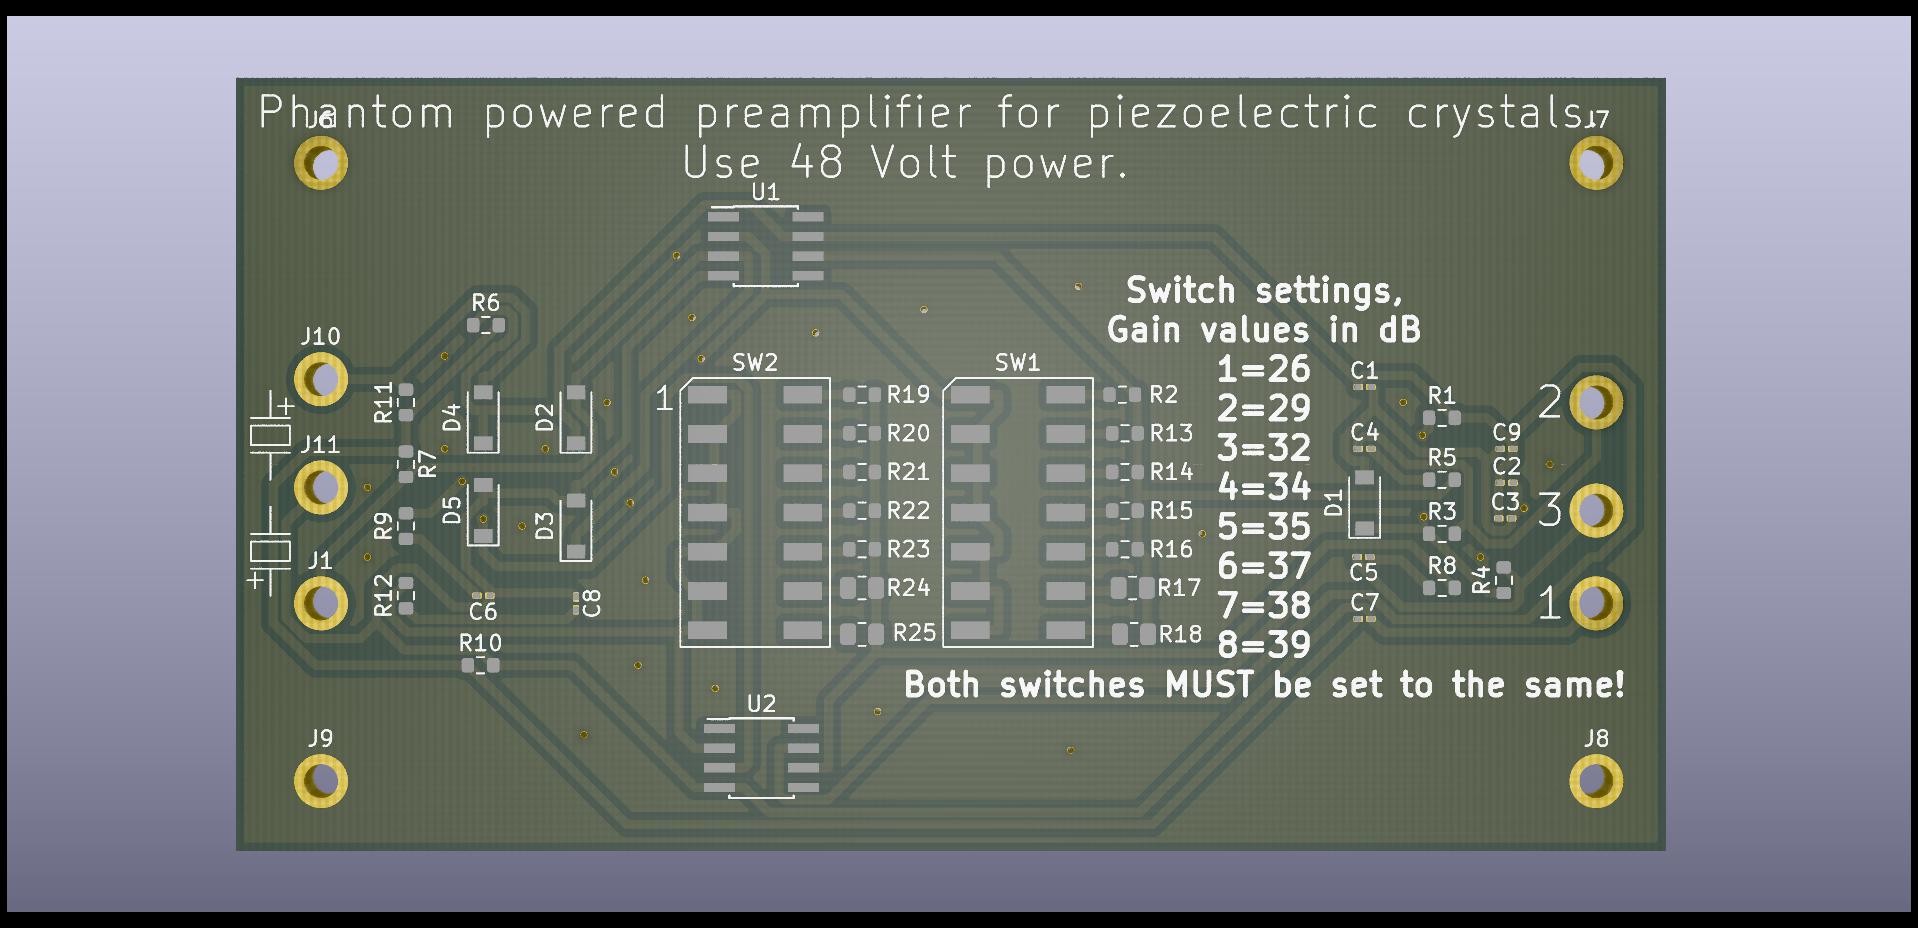 Phantom powered preamplifier for piezoelectric crystals.
J6
J7
Use 48 Volt power.
U1
Switch settings,
Gain values in dB
R6
J10
SW2
SW1
1=26
C1
R11
+
D4
D2
1
R19
R2
2=29
R1
2
R20
R13
3=32
C4
C9
J11
R7
R21
R14
4=34
R5
C2
D5
R22
R15
5=35
D1
R3
C3
3
R9
D3
R23
R16
6=37
C5
R8
R4
J1
+
R12
C6
C8
R24
R17
7=38
C7
1
R10
R25
R18
8=39
Both switches MUST be set to the same!
U2
J9
J8